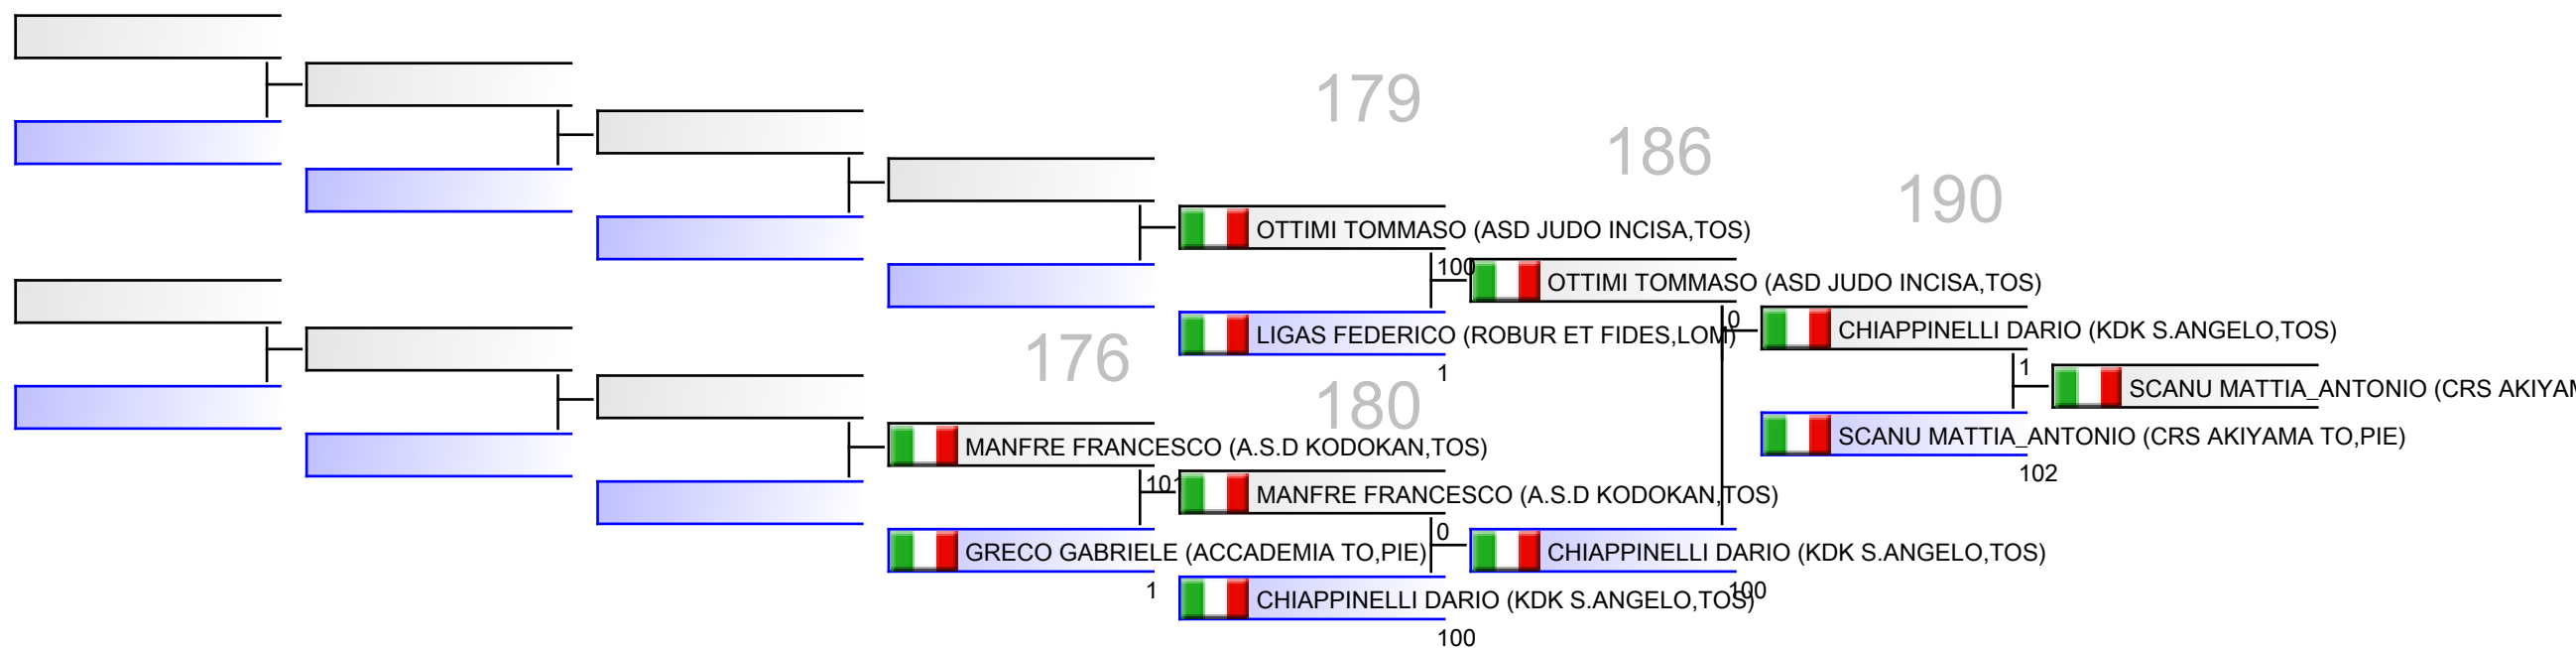 179
186
190
OTTIMI TOMMASO (ASD JUDO INCISA,TOS)
100
OTTIMI TOMMASO (ASD JUDO INCISA,TOS)
LIGAS FEDERICO (ROBUR ET FIDES,LOM)
0
CHIAPPINELLI DARIO (KDK S.ANGELO,TOS)
176
1
1
180
SCANU MATTIA_ANTONIO (CRS AKIYAM
SCANU MATTIA_ANTONIO (CRS AKIYAMA TO,PIE)
102
MANFRE FRANCESCO (A.S.D KODOKAN,TOS)
101
MANFRE FRANCESCO (A.S.D KODOKAN,TOS)
0
GRECO GABRIELE (ACCADEMIA TO,PIE)
CHIAPPINELLI DARIO (KDK S.ANGELO,TOS)
1
100
CHIAPPINELLI DARIO (KDK S.ANGELO,TOS)
100